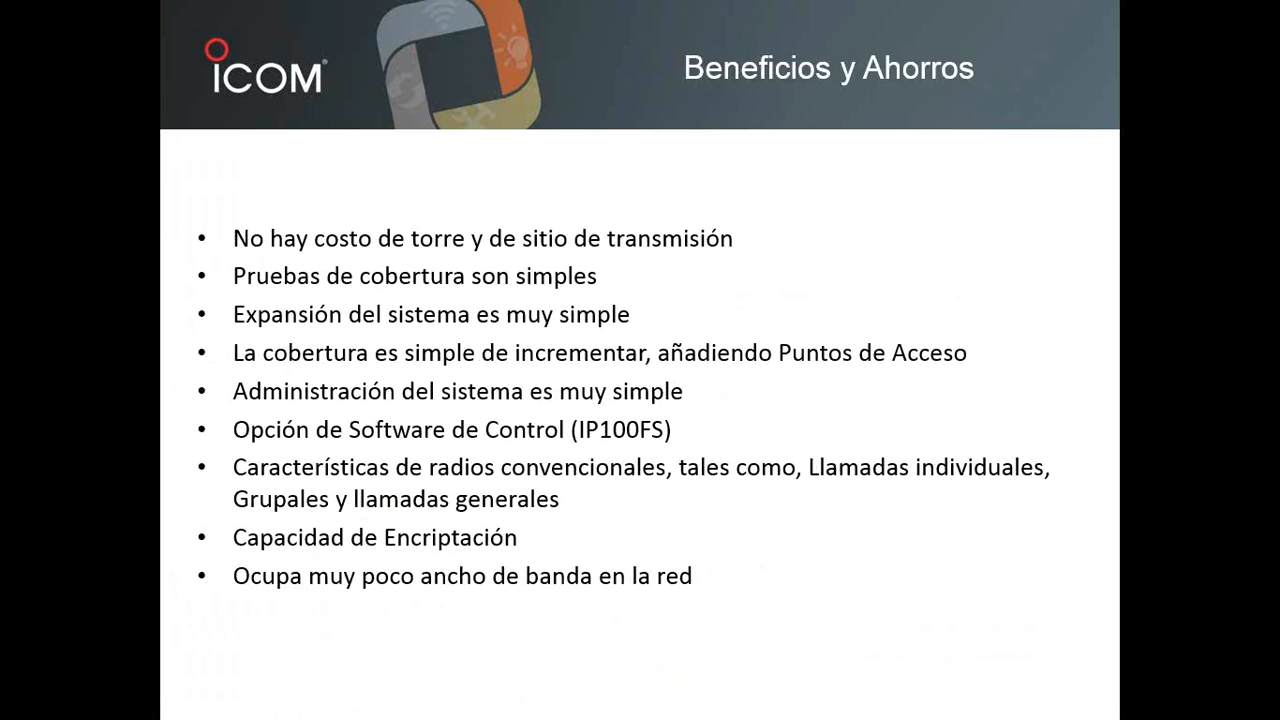 ICOM®
Beneficios y Ahorros
• No hay costo de torre y de sitio de transmisión
• Pruebas de cobertura son simples
• Expansión del sistema es muy simple
• La cobertura es simple de incrementar, añadiendo Puntos de Acceso
• Administración del sistema es muy simple
• Opción de Software de Control (IP100FS)
• Características de radios convencionales, tales como, Llamadas individuales,
Grupales y llamadas generales
• Capacidad de Encriptación
• Ocupa muy poco ancho de banda en la red